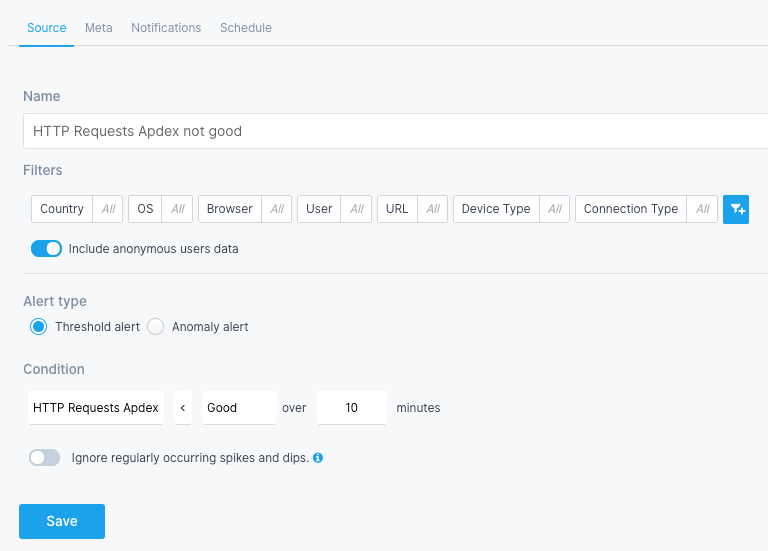 Source Meta Notifications Schedule
Name
HTTP Requests Apdex not good
Filters
Country All OS All Browser All User All URL All Device Type All Connection Type All
Include anonymous users data
Alert type
Threshold alert Anomaly alert
Condition
HTTP Requests Apdex < Good over 10 minutes
Ignore regularly occurring spikes and dips.
Save